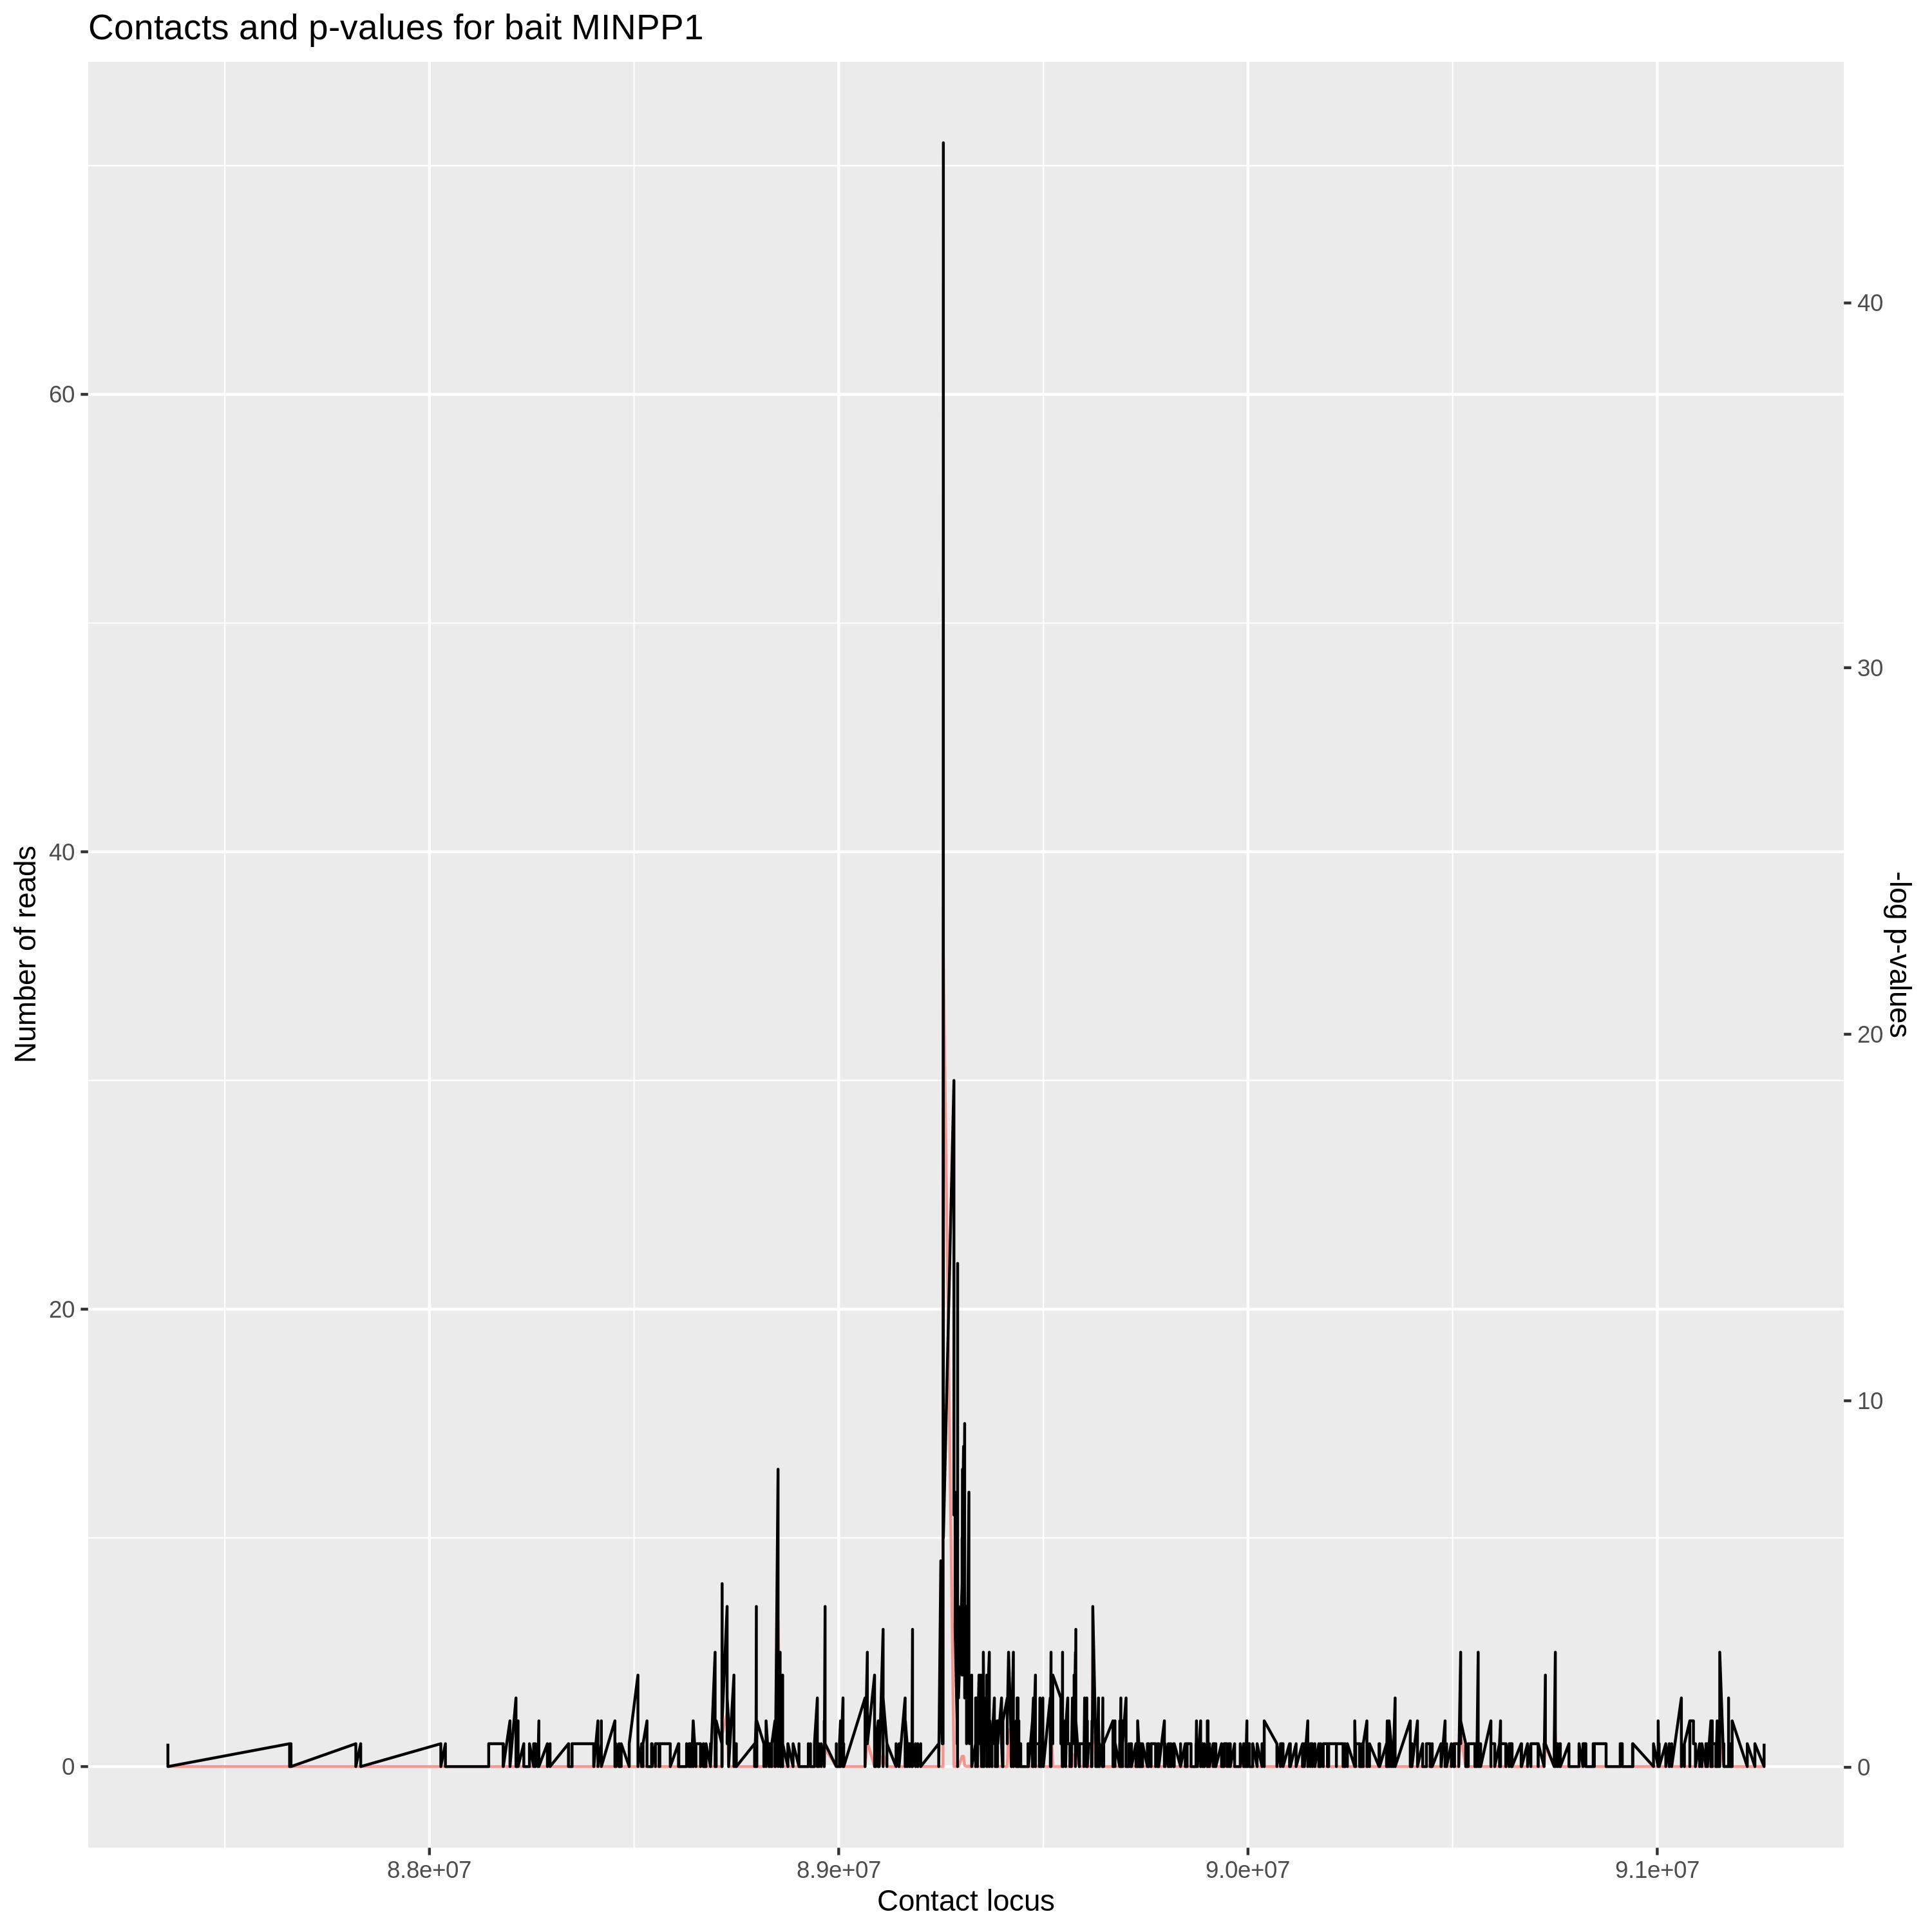 Contacts and p-values for bait MINPP1
60
40
20
0
Number of reads
40
30
20
10
0
-log p-values
8.8e+07
8.9e+07
9.0e+07
9.1e+07
Contact locus